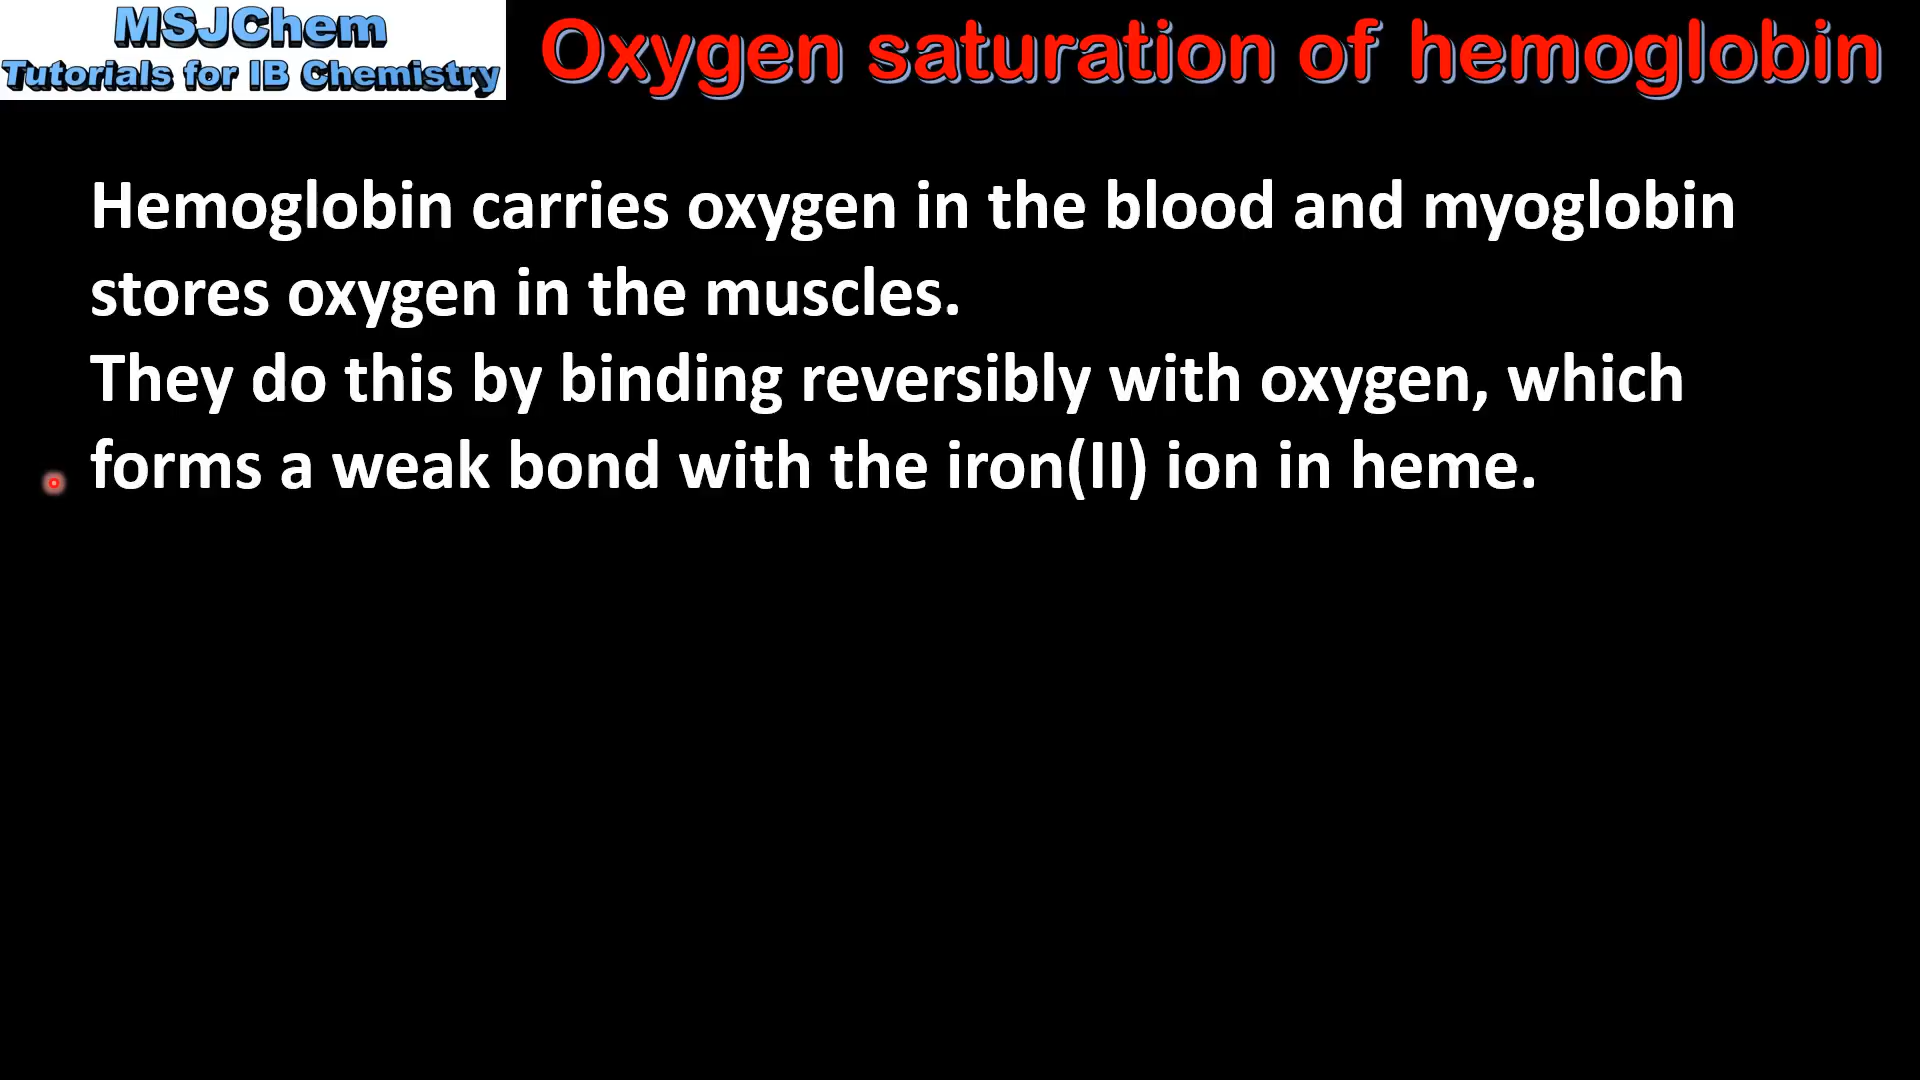 MSJChem
Tutorials for IB Chemistry
Oxygen saturation of hemoglobin
Hemoglobin carries oxygen in the blood and myoglobin
stores oxygen in the muscles.
They do this by binding reversibly with oxygen, which
forms a weak bond with the iron(II) ion in heme.